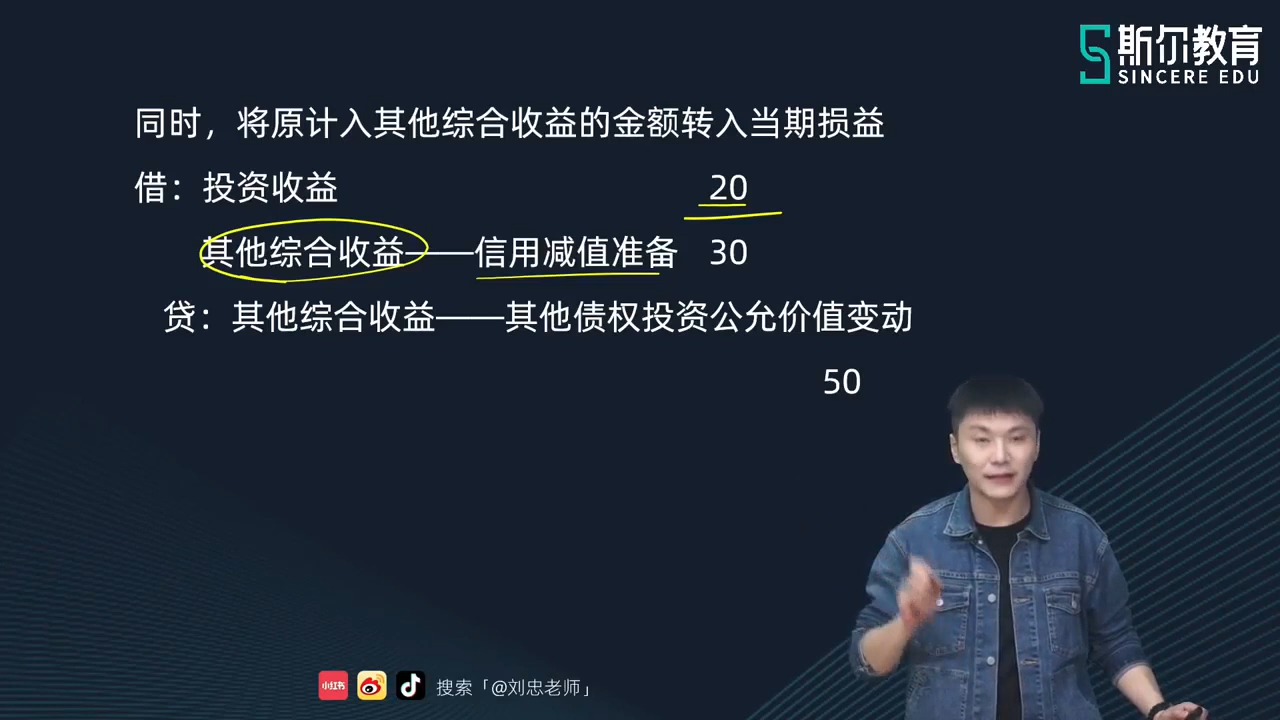 斯尔教育
SINCERE EDU
同时，将原计入其他综合收益的金额转入当期损益
借：投资收益 20
其他综合收益——信用减值准备 30
贷：其他综合收益——其他债权投资公允价值变动
50
小红书 搜索「@刘忠老师」